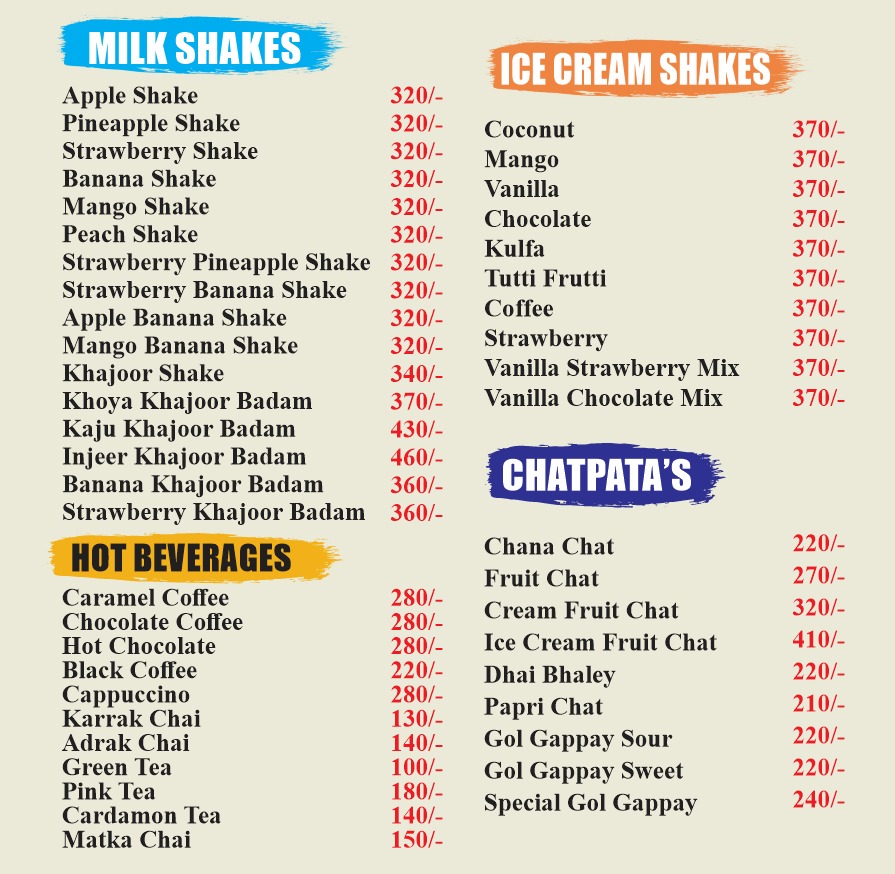 MILK SHAKES
Apple Shake 320/-
Pineapple Shake 320/-
Strawberry Shake 320/-
Banana Shake 320/-
Mango Shake 320/-
Peach Shake 320/-
Strawberry Pineapple Shake 320/-
Strawberry Banana Shake 320/-
Apple Banana Shake 320/-
Mango Banana Shake 320/-
Khajoor Shake 340/-
Khoya Khajoor Badam 370/-
Kaju Khajoor Badam 430/-
Injeer Khajoor Badam 460/-
Banana Khajoor Badam 360/-
Strawberry Khajoor Badam 360/-
HOT BEVERAGES
Caramel Coffee 280/-
Chocolate Coffee 280/-
Hot Chocolate 280/-
Black Coffee 220/-
Cappuccino 280/-
Karrak Chai 130/-
Adrak Chai 140/-
Green Tea 100/-
Pink Tea 180/-
Cardamon Tea 140/-
Matka Chai 150/-
ICE CREAM SHAKES
Coconut 370/-
Mango 370/-
Vanilla 370/-
Chocolate 370/-
Kulfa 370/-
Tutti Frutti 370/-
Coffee 370/-
Strawberry 370/-
Vanilla Strawberry Mix 370/-
Vanilla Chocolate Mix 370/-
CHATPATA'S
Chana Chat 220/-
Fruit Chat 270/-
Cream Fruit Chat 320/-
Ice Cream Fruit Chat 410/-
Dhai Bhaley 220/-
Papri Chat 210/-
Gol Gappay Sour 220/-
Gol Gappay Sweet 220/-
Special Gol Gappay 240/-